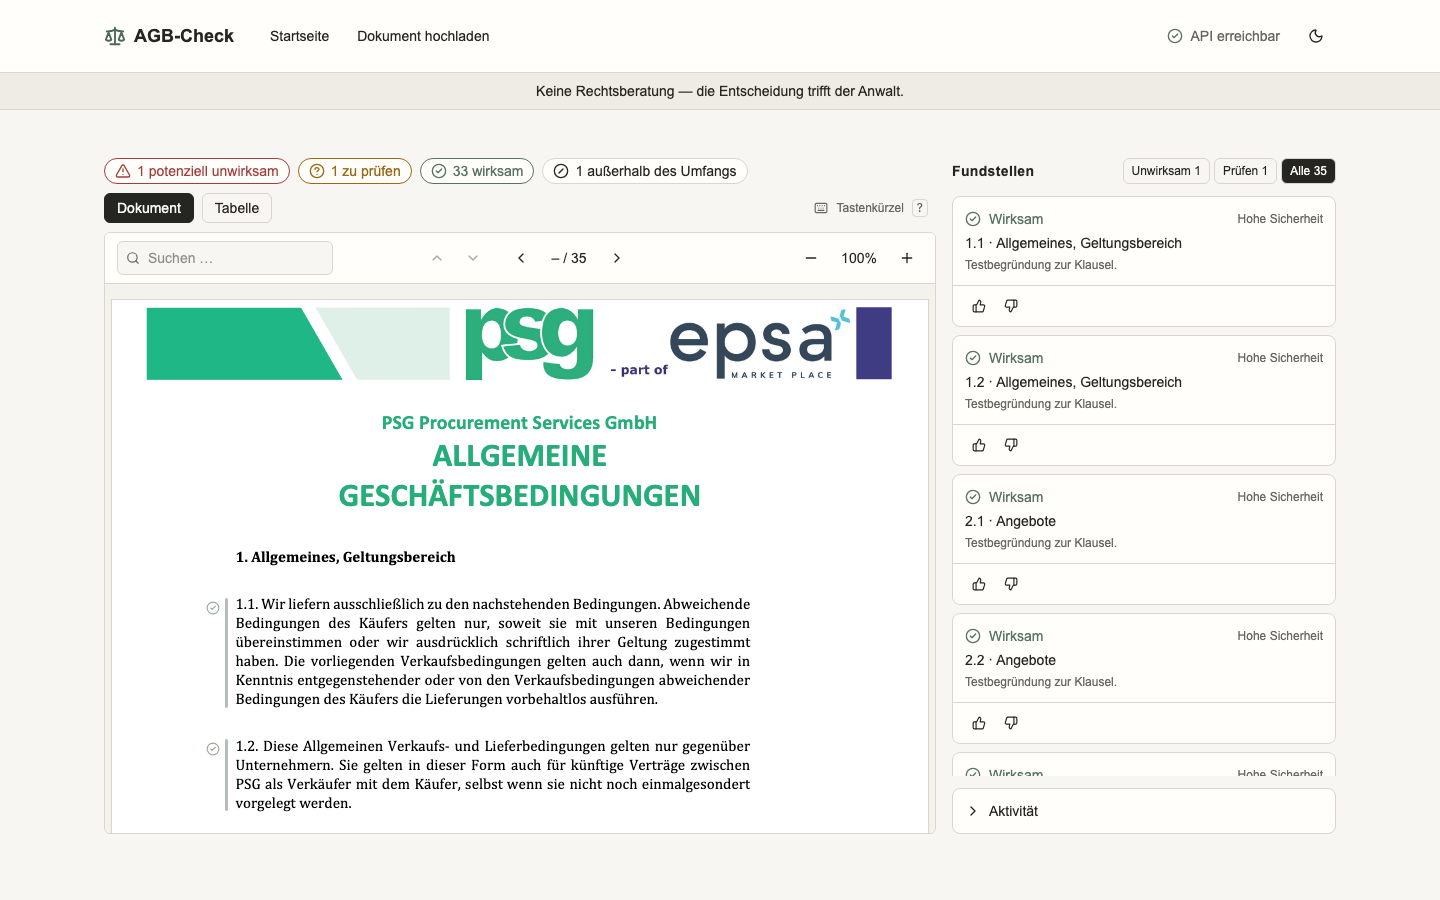 AGB-Check
Startseite
Dokument hochladen
API erreichbar
Keine Rechtsberatung — die Entscheidung trifft der Anwalt.
1 potenziell unwirksam
1 zu prüfen
33 wirksam
1 außerhalb des Umfangs
Dokument
Tabelle
Tastenkürzel ?
Suchen …
– / 35
100%
psg
- part of
epsa
MARKET PLACE
PSG Procurement Services GmbH
ALLGEMEINE
GESCHÄFTSBEDINGUNGEN
1. Allgemeines, Geltungsbereich
1.1. Wir liefern ausschließlich zu den nachstehenden Bedingungen. Abweichende
Bedingungen des Käufers gelten nur, soweit sie mit unseren Bedingungen
übereinstimmen oder wir ausdrücklich schriftlich ihrer Geltung zugestimmt
haben. Die vorliegenden Verkaufsbedingungen gelten auch dann, wenn wir in
Kenntnis entgegenstehender oder von den Verkaufsbedingungen abweichender
Bedingungen des Käufers die Lieferungen vorbehaltlos ausführen.
1.2. Diese Allgemeinen Verkaufs- und Lieferbedingungen gelten nur gegenüber
Unternehmern. Sie gelten in dieser Form auch für künftige Verträge zwischen
PSG als Verkäufer mit dem Käufer, selbst wenn sie nicht noch einmalgesondert
vorgelegt werden.
Fundstellen
Unwirksam 1
Prüfen 1
Alle 35
Wirksam
Hohe Sicherheit
1.1 · Allgemeines, Geltungsbereich
Testbegründung zur Klausel.
Wirksam
Hohe Sicherheit
1.2 · Allgemeines, Geltungsbereich
Testbegründung zur Klausel.
Wirksam
Hohe Sicherheit
2.1 · Angebote
Testbegründung zur Klausel.
Wirksam
Hohe Sicherheit
2.2 · Angebote
Testbegründung zur Klausel.
Wirksam
Hohe Sicherheit
Aktivität